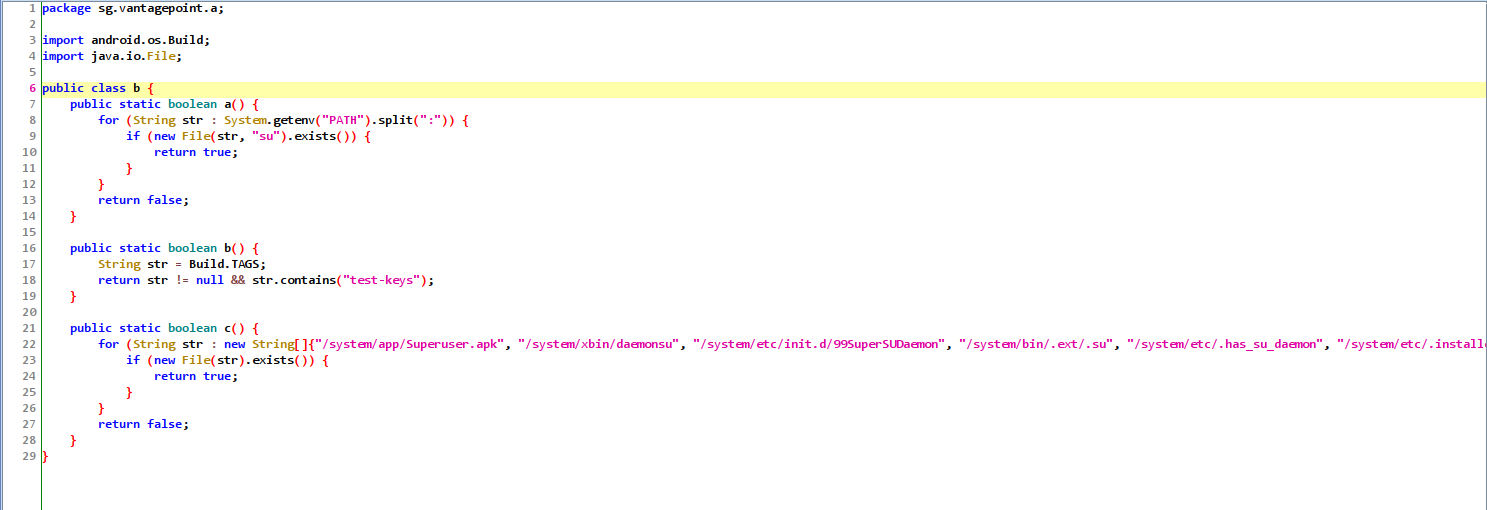 1 package sg.vantagepoint.a;
2
3 import android.os.Build;
4 import java.io.File;
5
6 public class b {
7     public static boolean a() {
8         for (String str : System.getenv("PATH").split(":")) {
9             if (new File(str, "su").exists()) {
10                 return true;
11             }
12         }
13         return false;
14     }
15
16     public static boolean b() {
17         String str = Build.TAGS;
18         return str != null && str.contains("test-keys");
19     }
20
21     public static boolean c() {
22         for (String str : new String[]{"/system/app/Superuser.apk", "/system/xbin/daemonsu", "/system/etc/init.d/99SuperSUDaemon", "/system/bin/.ext/.su", "/system/etc/.has_su_daemon", "/system/etc/.install
23             if (new File(str).exists()) {
24                 return true;
25             }
26         }
27         return false;
28     }
29 }